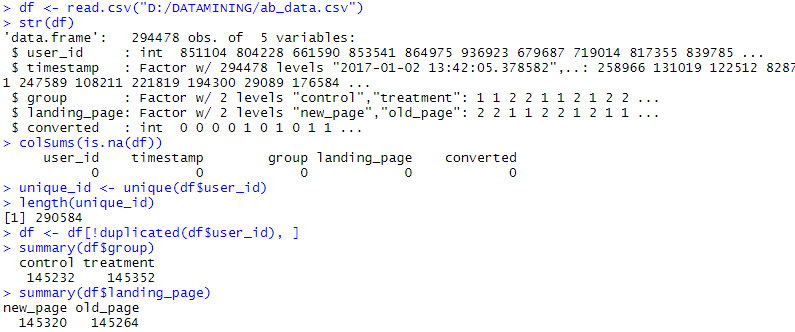 > df <- read.csv("D:/DATAMINING/ab_data.csv")
> str(df)
'data.frame':   294478 obs. of  5 variables:
 $ user_id     : int  851104 804228 661590 853541 864975 936923 679687 719014 817355 839785 ...
 $ timestamp   : Factor w/ 294478 levels "2017-01-02 13:42:05.378582",..: 258966 131019 122512 8287
1 247589 108211 221819 194300 29089 176584 ...
 $ group       : Factor w/ 2 levels "control","treatment": 1 1 2 2 1 1 2 1 2 2 ...
 $ landing_page: Factor w/ 2 levels "new_page","old_page": 2 2 1 1 2 2 1 2 1 1 ...
 $ converted   : int  0 0 0 0 1 0 1 0 1 1 ...
> colSums(is.na(df))
     user_id    timestamp        group landing_page    converted
           0            0            0            0            0
> unique_id <- unique(df$user_id)
> length(unique_id)
[1] 290584
> df <- df[!duplicated(df$user_id), ]
> summary(df$group)
  control treatment
   145232    145352
> summary(df$landing_page)
new_page old_page
  145320   145264